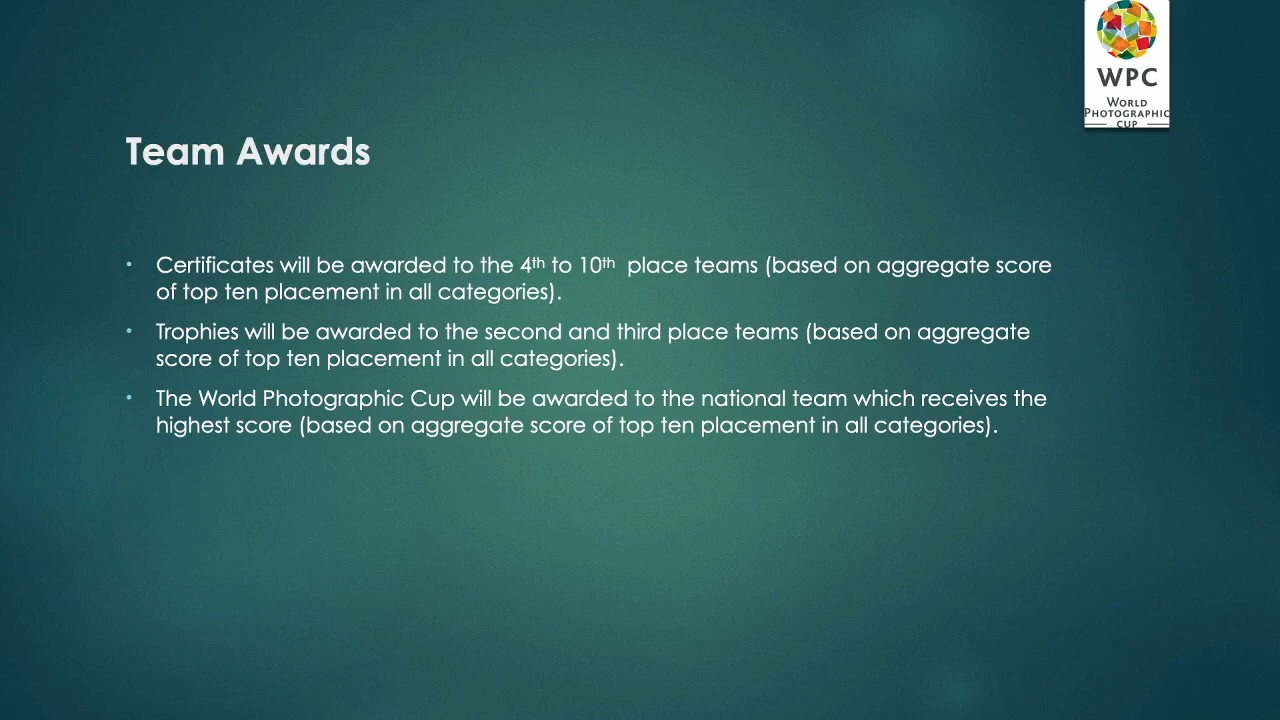 WPC
WORLD
PHOTOGRAPHIC
CUP
Team Awards
• Certificates will be awarded to the 4th to 10th place teams (based on aggregate score
of top ten placement in all categories).
• Trophies will be awarded to the second and third place teams (based on aggregate
score of top ten placement in all categories).
• The World Photographic Cup will be awarded to the national team which receives the
highest score (based on aggregate score of top ten placement in all categories).